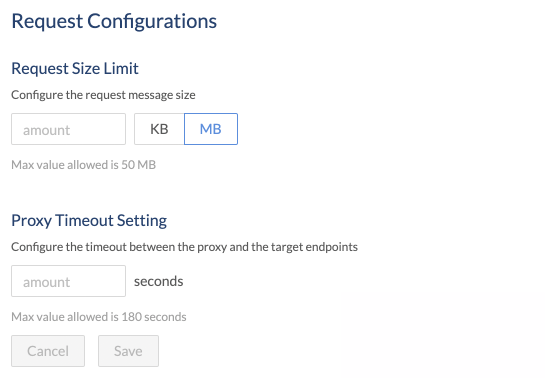 Request Configurations
Request Size Limit
Configure the request message size
amount KB MB
Max value allowed is 50 MB
Proxy Timeout Setting
Configure the timeout between the proxy and the target endpoints
amount seconds
Max value allowed is 180 seconds
Cancel Save